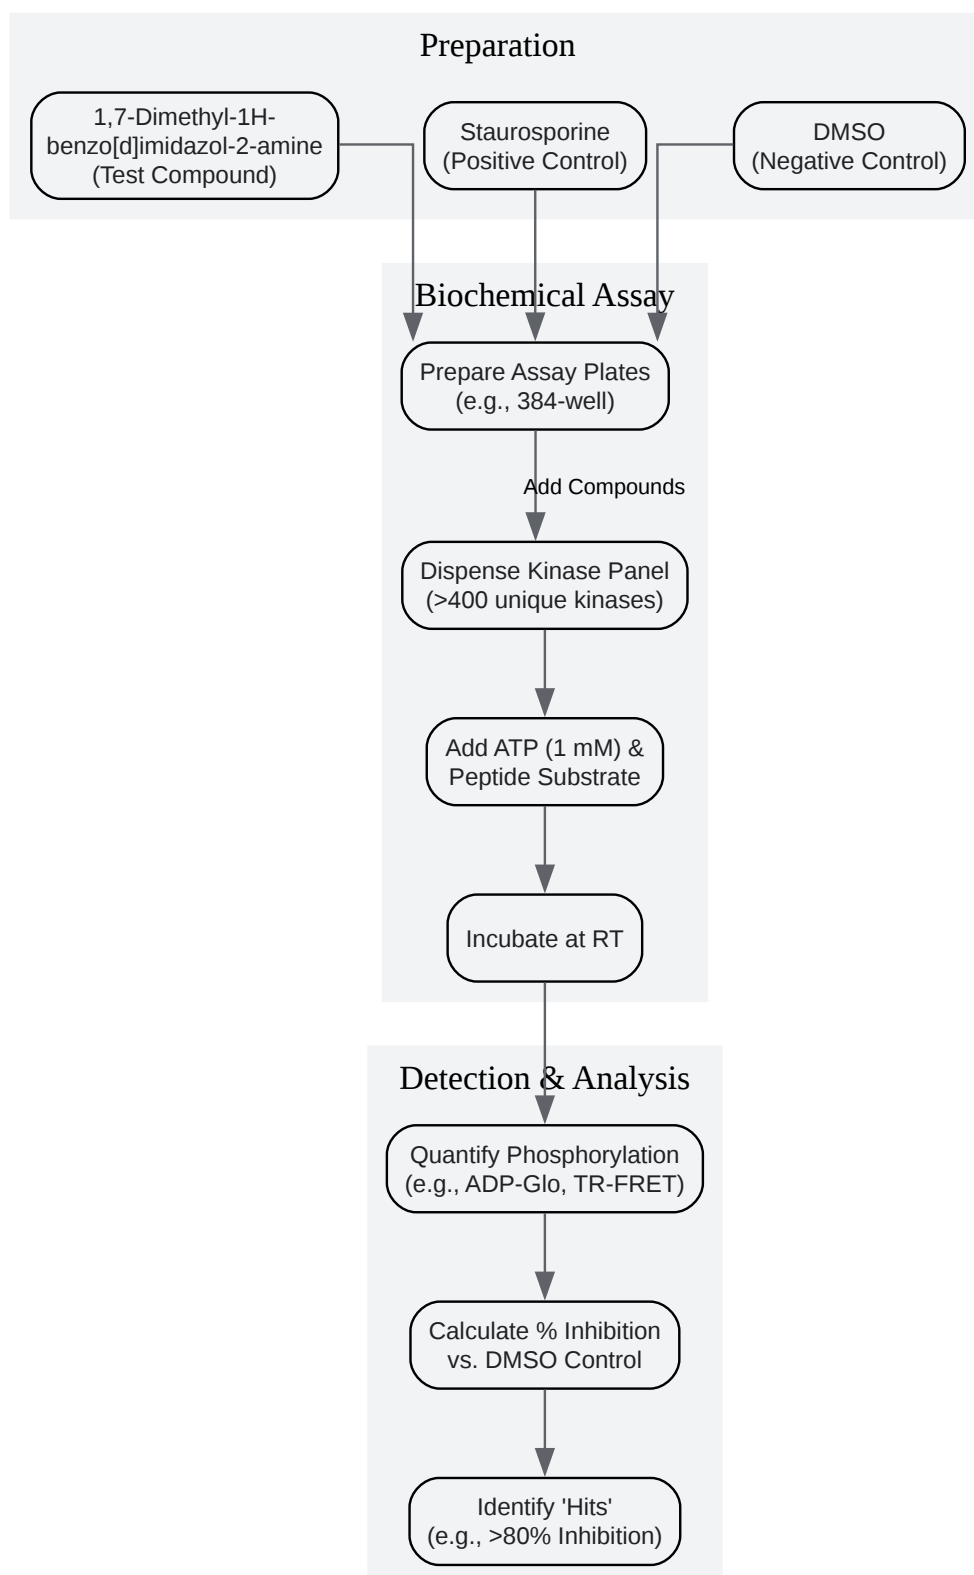 Preparation
1,7-Dimethyl-1H-
benzo[d]imidazol-2-amine
(Test Compound)
Staurosporine
(Positive Control)
DMSO
(Negative Control)
Biochemical Assay
Prepare Assay Plates
(e.g., 384-well)
Add Compounds
Dispense Kinase Panel
(>400 unique kinases)
Add ATP (1 mM) &
Peptide Substrate
Incubate at RT
Detection & Analysis
Quantify Phosphorylation
(e.g., ADP-Glo, TR-FRET)
Calculate % Inhibition
vs. DMSO Control
Identify 'Hits'
(e.g., >80% Inhibition)